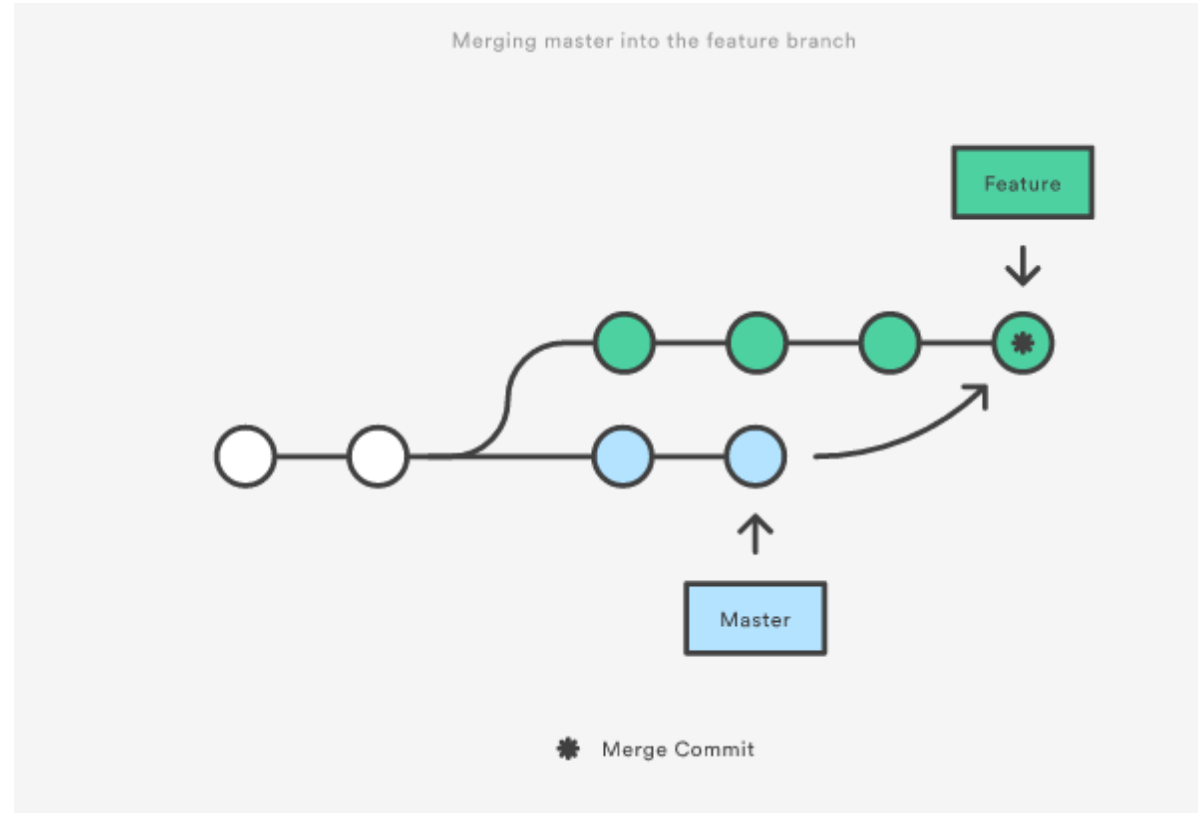 Merging master into the feature branch
Feature
Master
Merge Commit